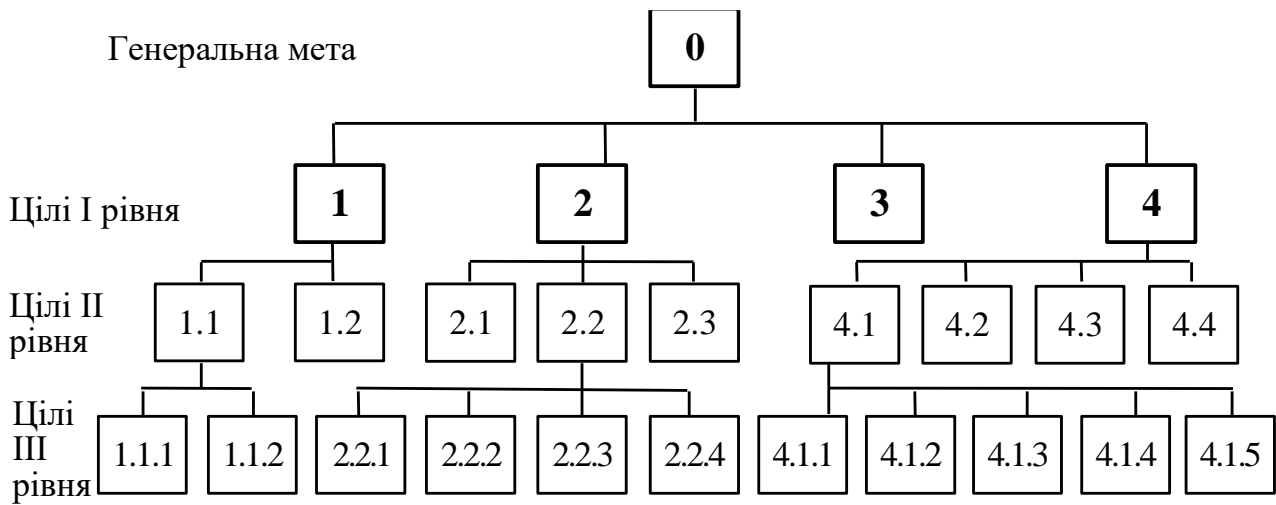 Генеральна мета 0
Цілі I рівня 1 2 3 4
Цілі II
рівня 1.1 1.2 2.1 2.2 2.3 4.1 4.2 4.3 4.4
Цілі
III
рівня 1.1.1 1.1.2 2.2.1 2.2.2 2.2.3 2.2.4 4.1.1 4.1.2 4.1.3 4.1.4 4.1.5